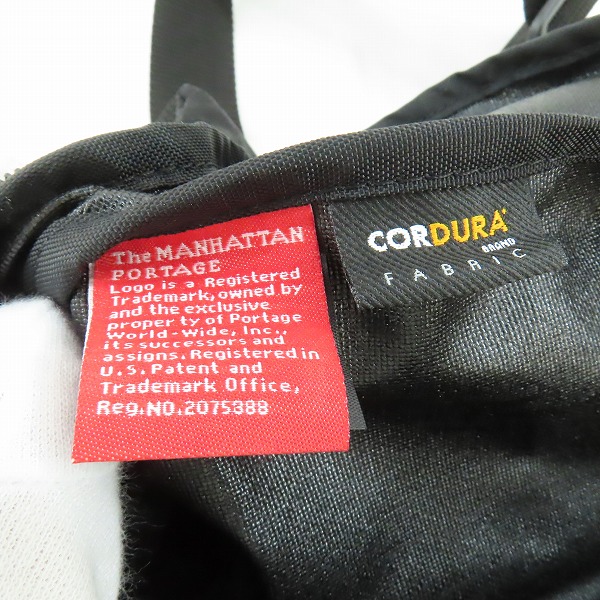 The MANHATTAN
PORTAGE
Logo is a Registered
Trademark, owned by
and the exclusive
property of Portage
World-Wide, Inc.,
its successors and
assigns. Registered in
U.S. Patent and
Trademark Office,
Reg.NO.2075388
CORDURA®
BRAND
FABRIC